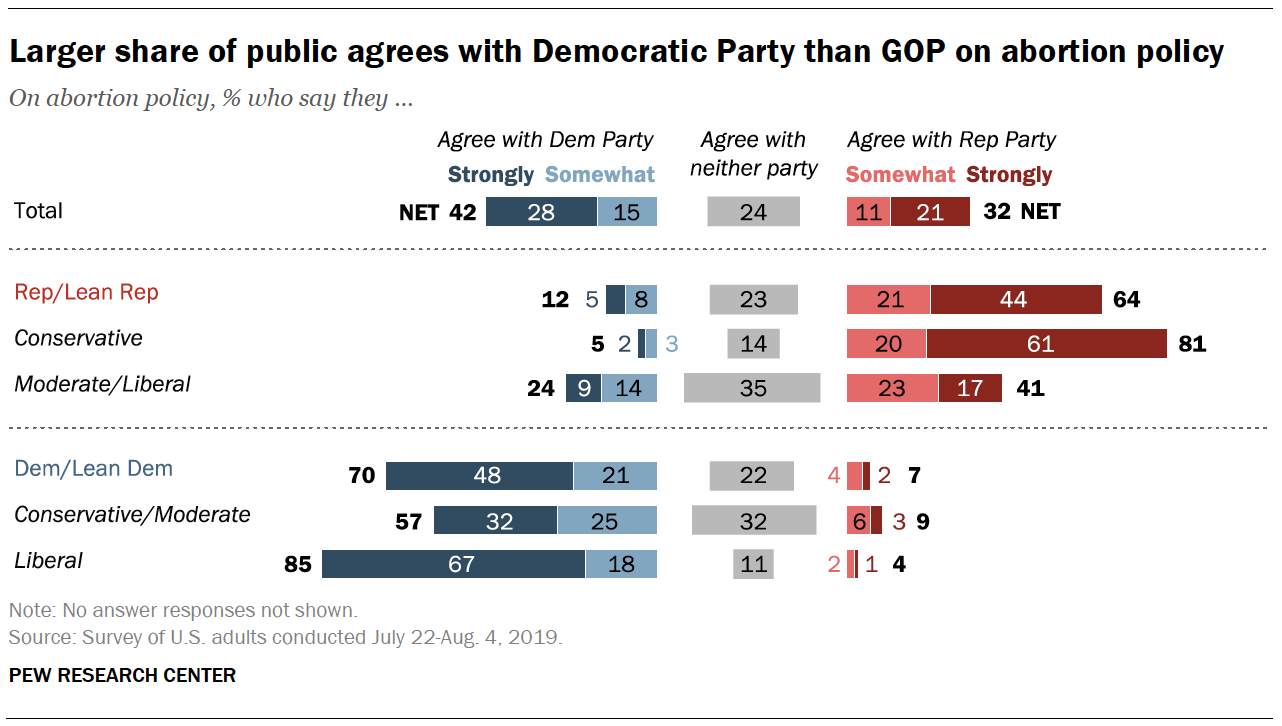 Larger share of public agrees with Democratic Party than GOP on abortion policy
On abortion policy, % who say they ...
Agree with Dem Party Agree with neither party Agree with Rep Party
Strongly Somewhat Somewhat Strongly
Total NET 42 28 15 24 11 21 32 NET
Rep/Lean Rep 12 5 8 23 21 44 64
Conservative 5 2 3 14 20 61 81
Moderate/Liberal 24 9 14 35 23 17 41
Dem/Lean Dem 70 48 21 22 4 2 7
Conservative/Moderate 57 32 25 32 6 3 9
Liberal 85 67 18 11 2 1 4
Note: No answer responses not shown.
Source: Survey of U.S. adults conducted July 22-Aug. 4, 2019.
PEW RESEARCH CENTER